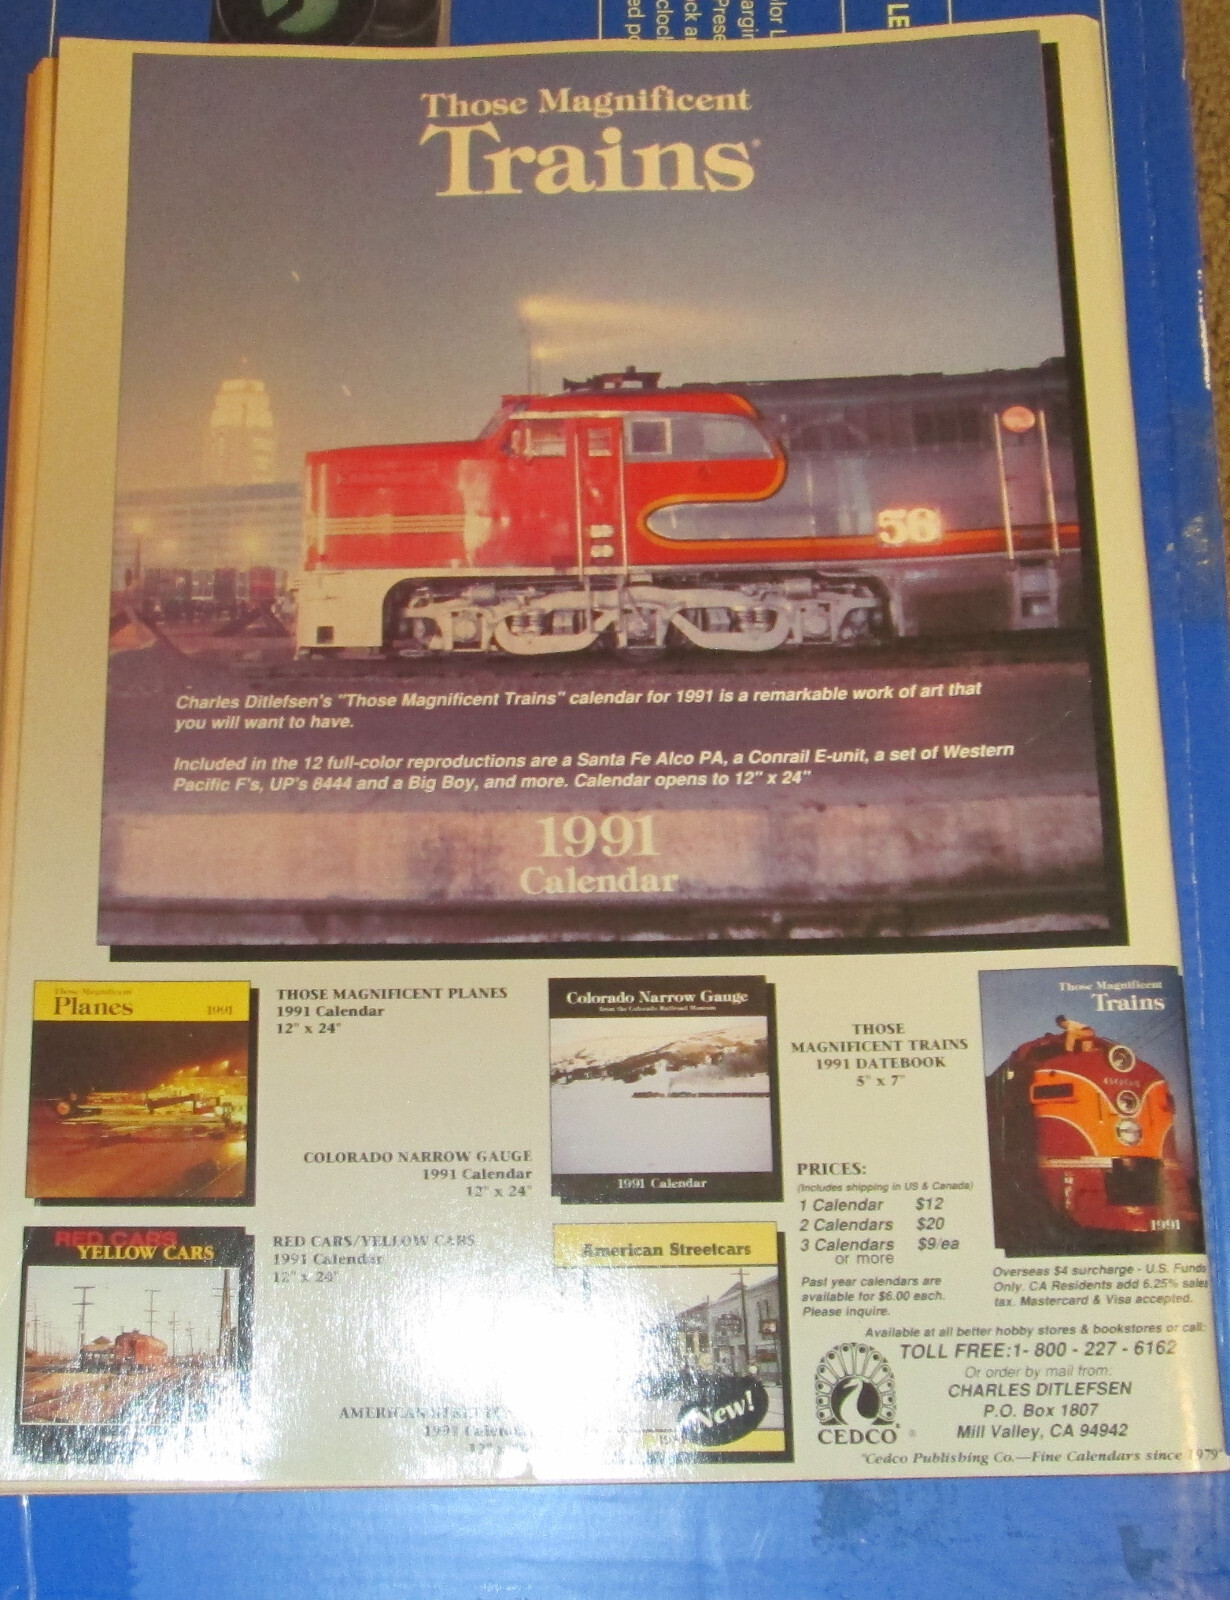 Those Magnificent
Trains
56
Charles Ditlefsen's "Those Magnificent Trains" calendar for 1991 is a remarkable work of art that
you will want to have.
Included in the 12 full-color reproductions are a Santa Fe Alco PA, a Conrail E-unit, a set of Western
Pacific F's, UP's 8444 and a Big Boy, and more. Calendar opens to 12" x 24"
1991
Calendar
Those Magnificent
Planes 1991
THOSE MAGNIFICENT PLANES
1991 Calendar
12" x 24"
Colorado Narrow Gauge
from the Colorado Railroad Museum
1991 Calendar
COLORADO NARROW GAUGE
1991 Calendar
12" x 24"
THOSE
MAGNIFICENT TRAINS
1991 DATEBOOK
5" x 7"
Those Magnificent
Trains
1991
RED CARS
YELLOW CARS
RED CARS/YELLOW CARS
1991 Calendar
12" x 24"
American Streetcars
New!
AMERICAN
PRICES:
(Includes shipping in US & Canada)
1 Calendar $12
2 Calendars $20
3 Calendars $9/ea
or more
Past year calendars are
available for $6.00 each.
Please inquire.
Overseas $4 surcharge - U.S. Funds
Only. CA Residents add 6.25% sales
tax. Mastercard & Visa accepted.
Available at all better hobby stores & bookstores or call:
TOLL FREE:1- 800 - 227 - 6162
Or order by mail from:
CHARLES DITLEFSEN
P.O. Box 1807
Mill Valley, CA 94942
CEDCO®
"Cedco Publishing Co.—Fine Calendars since 1979"